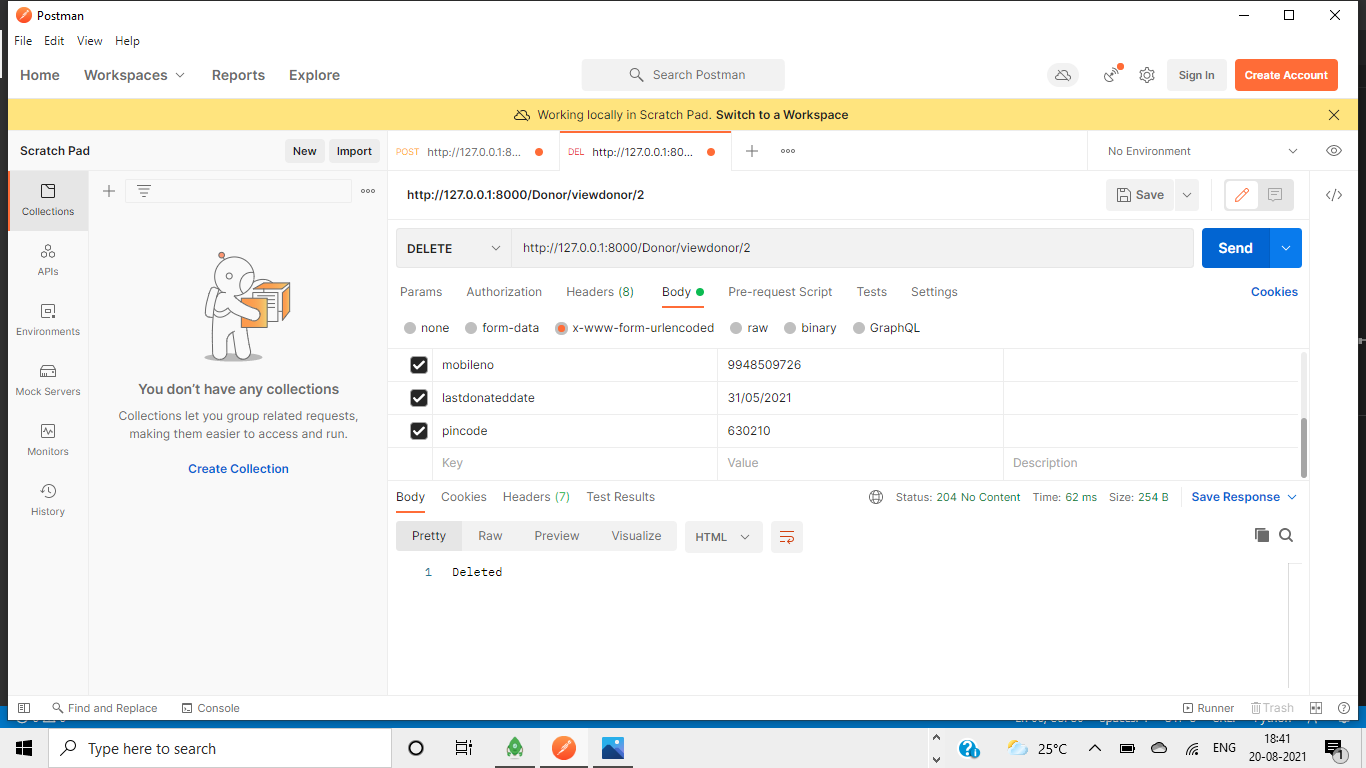 Postman
File Edit View Help
Home Workspaces Reports Explore Search Postman Sign In Create Account
Working locally in Scratch Pad. Switch to a Workspace
Scratch Pad New Import POST http://127.0.0.1:8... DEL http://127.0.0.1:80... No Environment
Collections
APIs
Environments
Mock Servers
Monitors
History
You don't have any collections
Collections let you group related requests,
making them easier to access and run.
Create Collection
http://127.0.0.1:8000/Donor/viewdonor/2 Save
DELETE http://127.0.0.1:8000/Donor/viewdonor/2 Send
Params Authorization Headers (8) Body Pre-request Script Tests Settings Cookies
none form-data x-www-form-urlencoded raw binary GraphQL
mobileno 9948509726
lastdonateddate 31/05/2021
pincode 630210
Key Value Description
Body Cookies Headers (7) Test Results Status: 204 No Content Time: 62 ms Size: 254 B Save Response
Pretty Raw Preview Visualize HTML
1 Deleted
Find and Replace Console Runner Trash
Type here to search 25°C ENG 18:41
20-08-2021 1